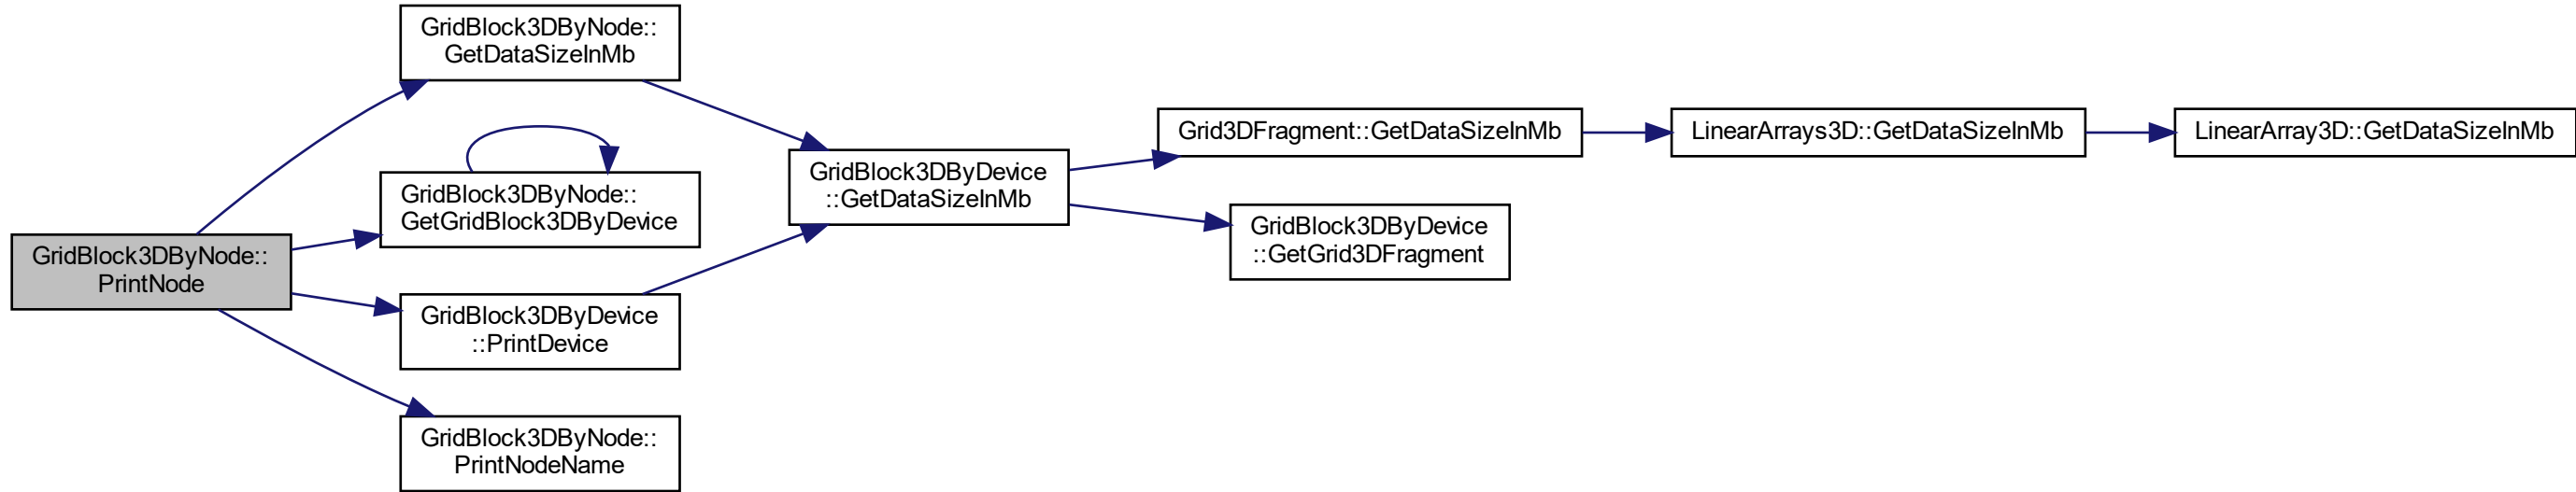 GridBlock3DByNode::
PrintNode
GridBlock3DByNode::
GetDataSizeInMb
GridBlock3DByNode::
GetGridBlock3DByDevice
GridBlock3DByDevice
::PrintDevice
GridBlock3DByNode::
PrintNodeName
GridBlock3DByDevice
::GetDataSizeInMb
Grid3DFragment::GetDataSizeInMb
GridBlock3DByDevice
::GetGrid3DFragment
LinearArrays3D::GetDataSizeInMb
LinearArray3D::GetDataSizeInMb